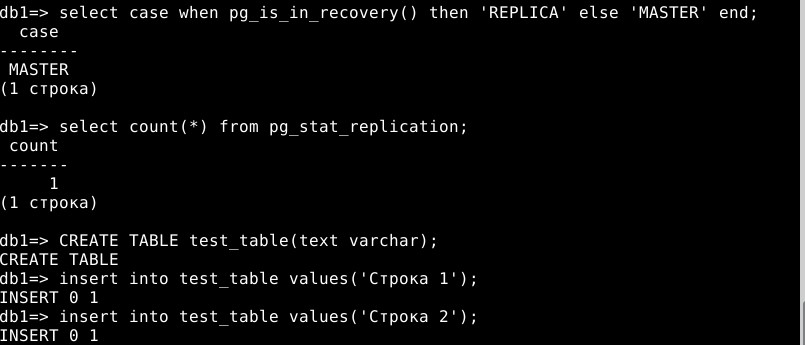 db1=> select case when pg_is_in_recovery() then 'REPLICA' else 'MASTER' end;
  case
--------
 MASTER
(1 строка)

db1=> select count(*) from pg_stat_replication;
 count
-------
     1
(1 строка)

db1=> CREATE TABLE test_table(text varchar);
CREATE TABLE
db1=> insert into test_table values('Строка 1');
INSERT 0 1
db1=> insert into test_table values('Строка 2');
INSERT 0 1